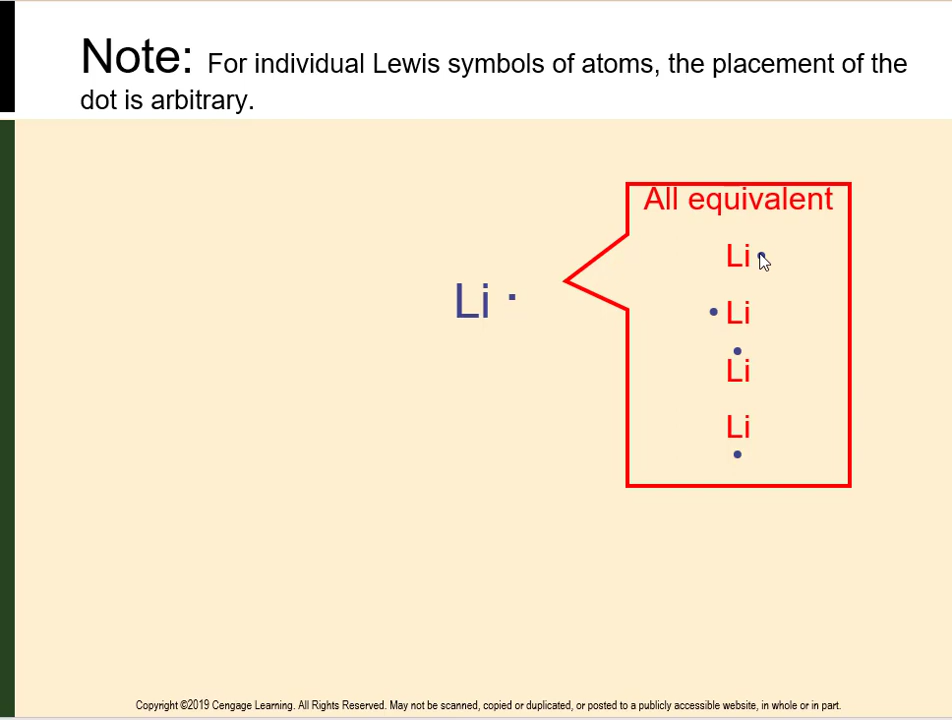 Note: For individual Lewis symbols of atoms, the placement of the
dot is arbitrary.
All equivalent
Li ·
Li ·
· Li
·
Li
Li
·
Copyright ©2019 Cengage Learning. All Rights Reserved. May not be scanned, copied or duplicated, or posted to a publicly accessible website, in whole or in part.